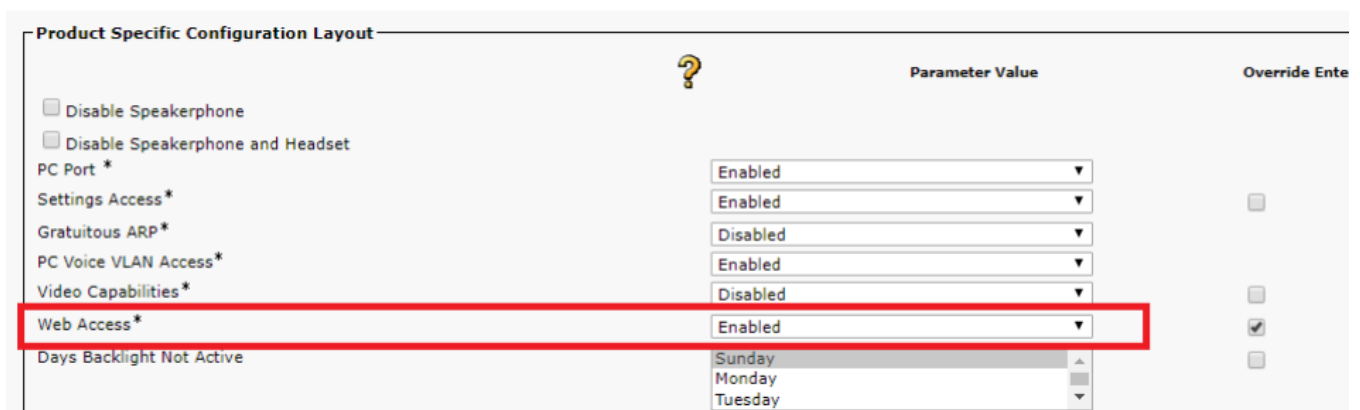 Product Specific Configuration Layout
? Parameter Value Override Ente
Disable Speakerphone
Disable Speakerphone and Headset
PC Port * Enabled
Settings Access* Enabled
Gratuitous ARP* Disabled
PC Voice VLAN Access* Enabled
Video Capabilities* Disabled
Web Access* Enabled
Days Backlight Not Active Sunday
Monday
Tuesday